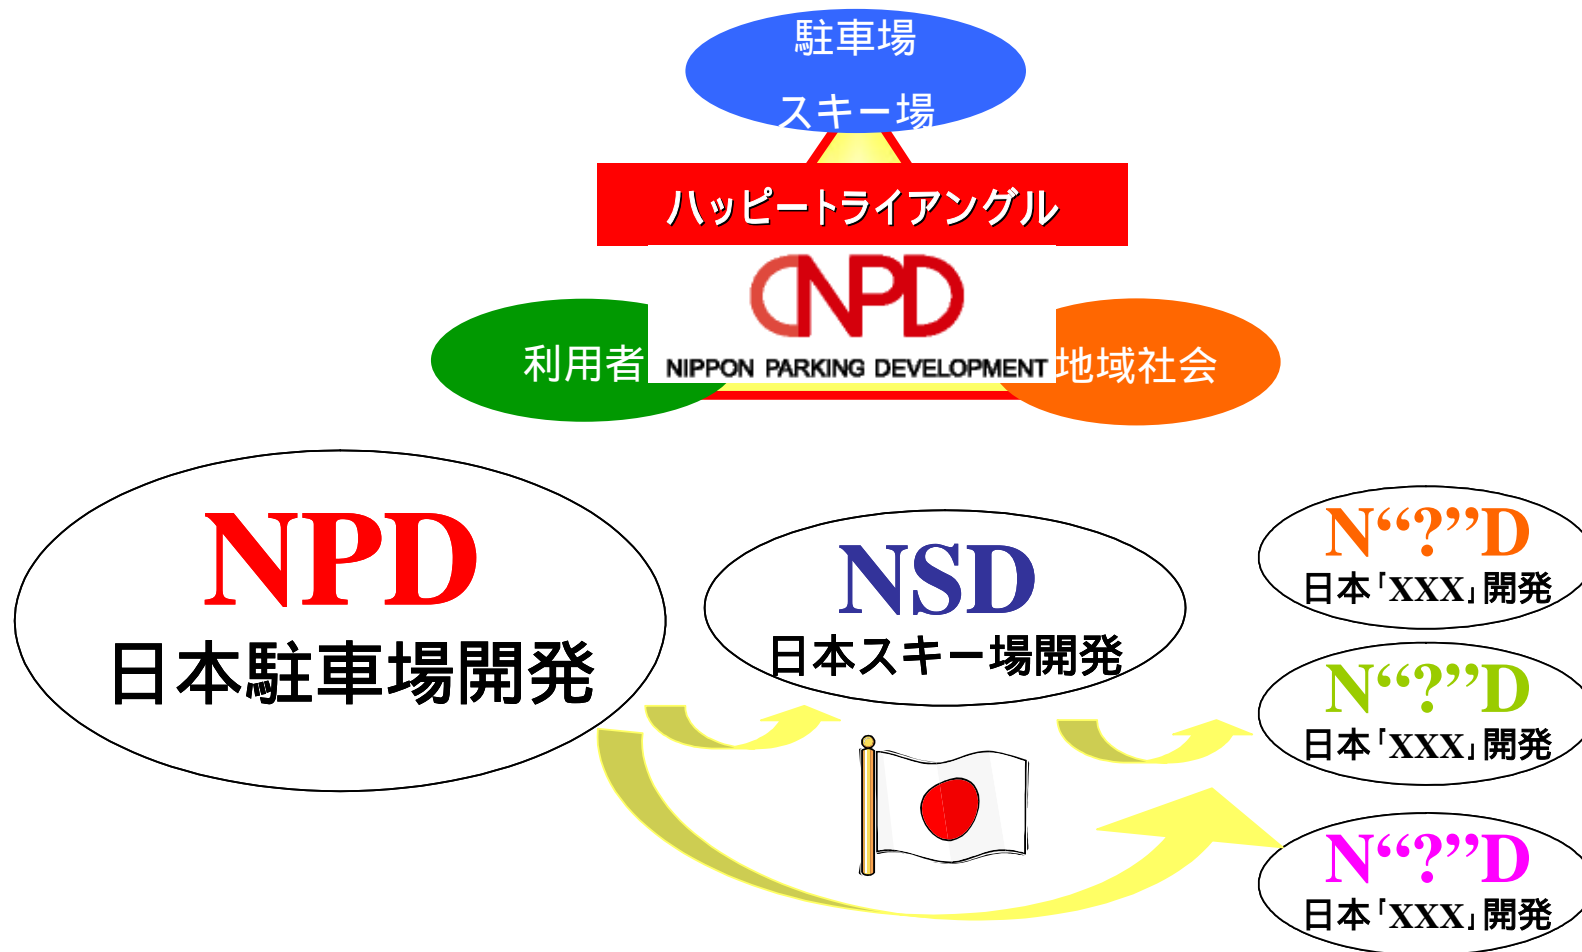 駐車場
スキー場
ハッピートライアングル
NPD
NIPPON PARKING DEVELOPMENT
利用者
地域社会
NPD
日本駐車場開発
NSD
日本スキー場開発
N“?”D
日本「XXX」開発
N“?”D
日本「XXX」開発
N“?”D
日本「XXX」開発